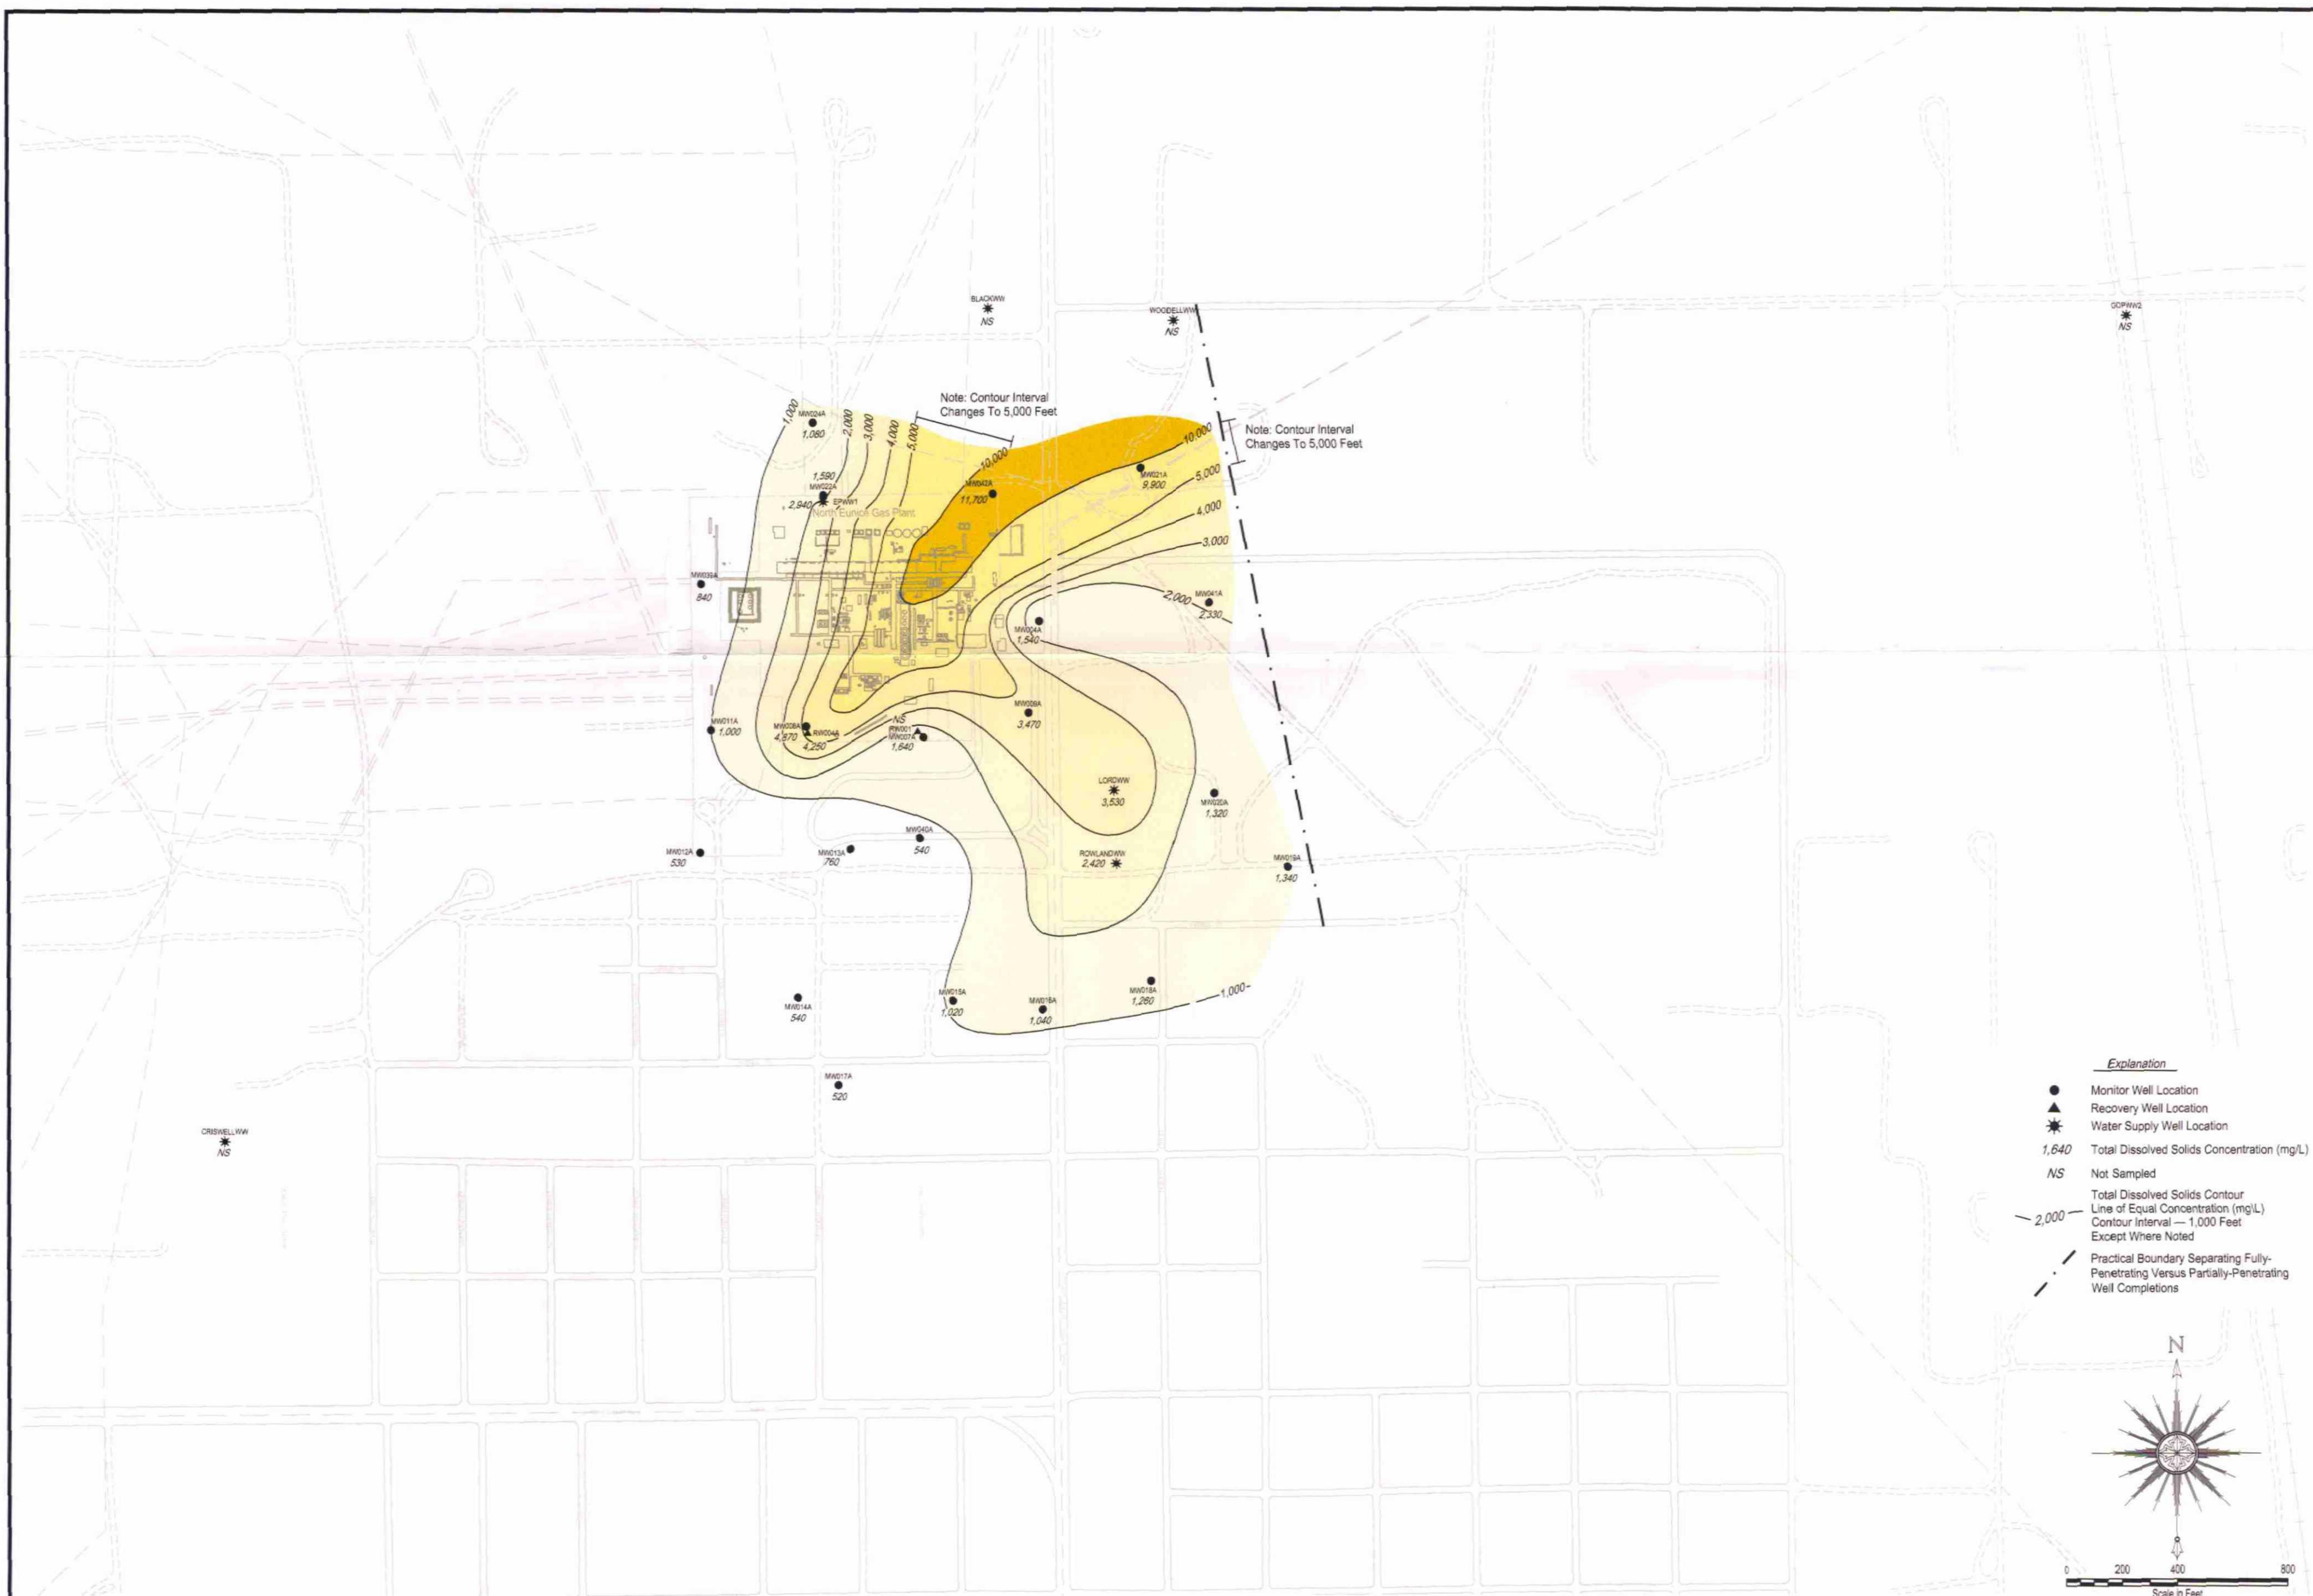 BLACKWW
NS
WOODELLWW
NS
GDPWW2
NS
Note: Contour Interval
Changes To 5,000 Feet
Note: Contour Interval
Changes To 5,000 Feet
1,000
MW024A
1,080
2,000
3,000
4,000
5,000
10,000
10,000
5,000
4,000
3,000
2,000
MW021A
9,900
MW042A
11,700
1,590
MW022A
2,940
EPWW1
North Eunice Gas Plant
MW039A
840
MW041A
2,330
MW004A
1,540
MW011A
1,000
RW004A
4,250
NS
RW001
MW007A
1,640
3,470
LORDWW
3,530
MW020A
1,320
MW012A
530
MW013A
760
MW040A
540
ROWLANDWW
2,420
MW019A
1,340
MW014A
540
MW015A
1,020
MW016A
1,040
MW018A
1,260
1,000
MW017A
520
CRISWELLWW
NS
Explanation
Monitor Well Location
Recovery Well Location
Water Supply Well Location
1,640 Total Dissolved Solids Concentration (mg/L)
NS Not Sampled
Total Dissolved Solids Contour
2,000 Line of Equal Concentration (mg\L)
Contour Interval — 1,000 Feet
Except Where Noted
Practical Boundary Separating Fully-
Penetrating Versus Partially-Penetrating
Well Completions
N
0 200 400 800
Scale in Feet